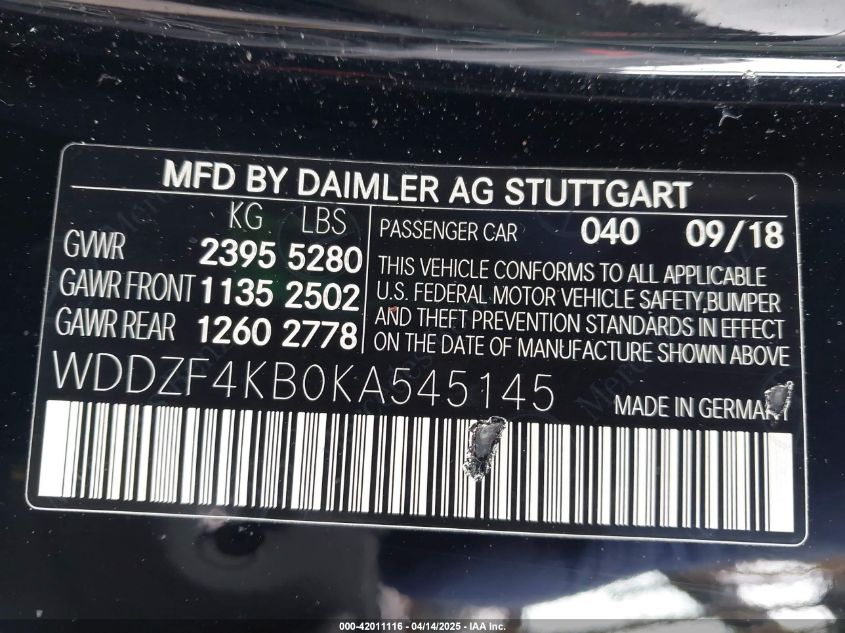 MFD BY DAIMLER AG STUTTGART
KG LBS
GVWR 2395 5280
GAWR FRONT 1135 2502
GAWR REAR 1260 2778
PASSENGER CAR 040 09/18
THIS VEHICLE CONFORMS TO ALL APPLICABLE
U.S. FEDERAL MOTOR VEHICLE SAFETY,BUMPER
AND THEFT PREVENTION STANDARDS IN EFFECT
ON THE DATE OF MANUFACTURE SHOWN ABOVE
WDDZF4KB0KA545145
MADE IN GERMANY
000-42011116 - 04/14/2025 - IAA Inc.